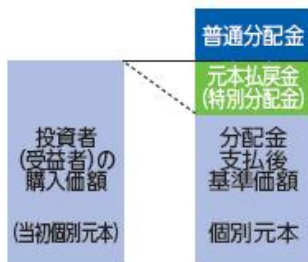 普通分配金
元本払戻金
(特別分配金)
投資者
(受益者)の
購入価額
(当初個別元本)
分配金
支払後
基準価額
個別元本